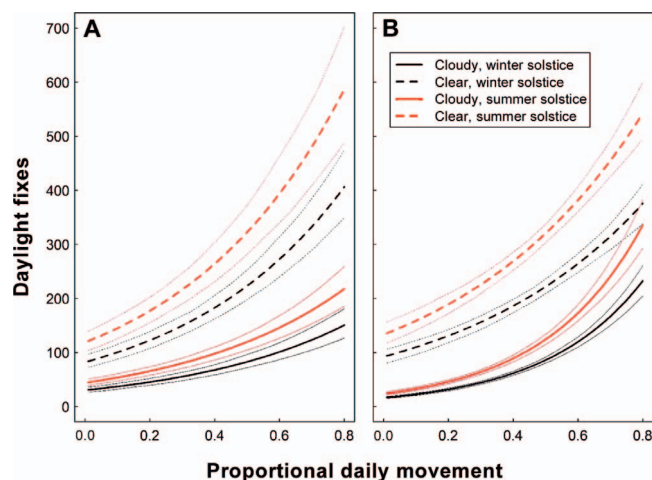 A
B
700
600
500
400
300
200
100
0
Daylight fixes
Cloudy, winter solstice
Clear, winter solstice
Cloudy, summer solstice
Clear, summer solstice
0.0 0.2 0.4 0.6 0.8 0.0 0.2 0.4 0.6 0.8
Proportional daily movement